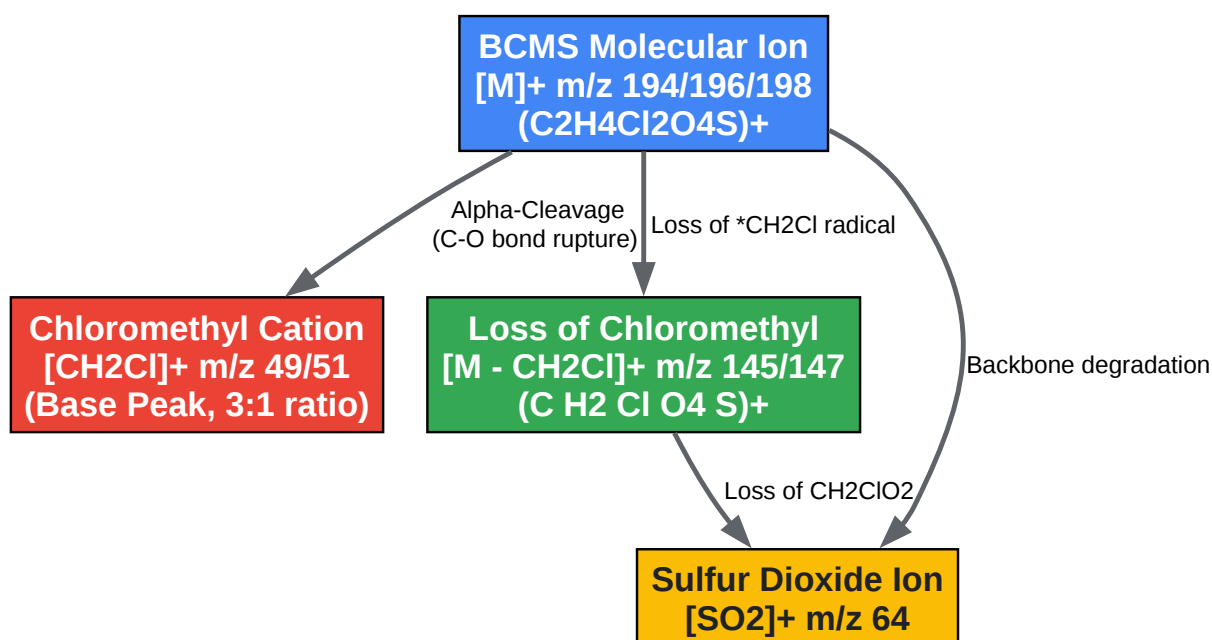 BCMS Molecular Ion
[M]+ m/z 194/196/198
(C2H4Cl2O4S)+
Alpha-Cleavage
(C-O bond rupture)
Loss of *CH2Cl radical
Chloromethyl Cation
[CH2Cl]+ m/z 49/51
(Base Peak, 3:1 ratio)
Loss of Chloromethyl
[M - CH2Cl]+ m/z 145/147
(C H2 Cl O4 S)+
Backbone degradation
Loss of CH2ClO2
Sulfur Dioxide Ion
[SO2]+ m/z 64